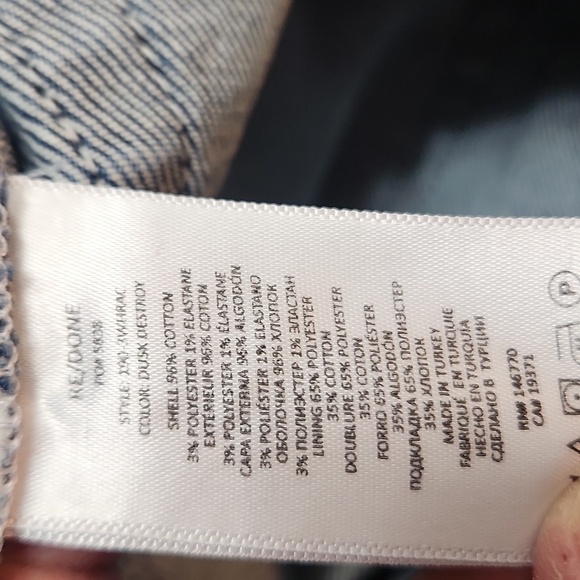 RE/DONE
STYLE 190-3WHRAC
COLOR: DUSK DESTROY
SHELL 96% COTTON
3% POLYESTER 1% ELASTANE
EXTÉRIEUR 96% COTON
3% POLYESTER 1% ÉLASTANE
CAPA EXTERNA 96% ALGODÓN
3% POLIÉSTER 1% ELASTANO
ОБОЛОЧКА 96% ХЛОПОК
3% ПОЛИЭСТЕР 1% ЭЛАСТАН
LINING 65% POLYESTER
35% COTTON
DOUBLURE 65% POLYESTER
35% COTON
FORRO 65% POLIÉSTER
35% ALGODÓN
ПОДКЛАДКА 65% ПОЛИЭСТЕР
35% ХЛОПОК
MADE IN TURKEY
FABRIQUÉ EN TURQUIE
HECHO EN TURQUIA
СДЕЛАНО В ТУРЦИИ
RN# 146770
CA# 19371
P